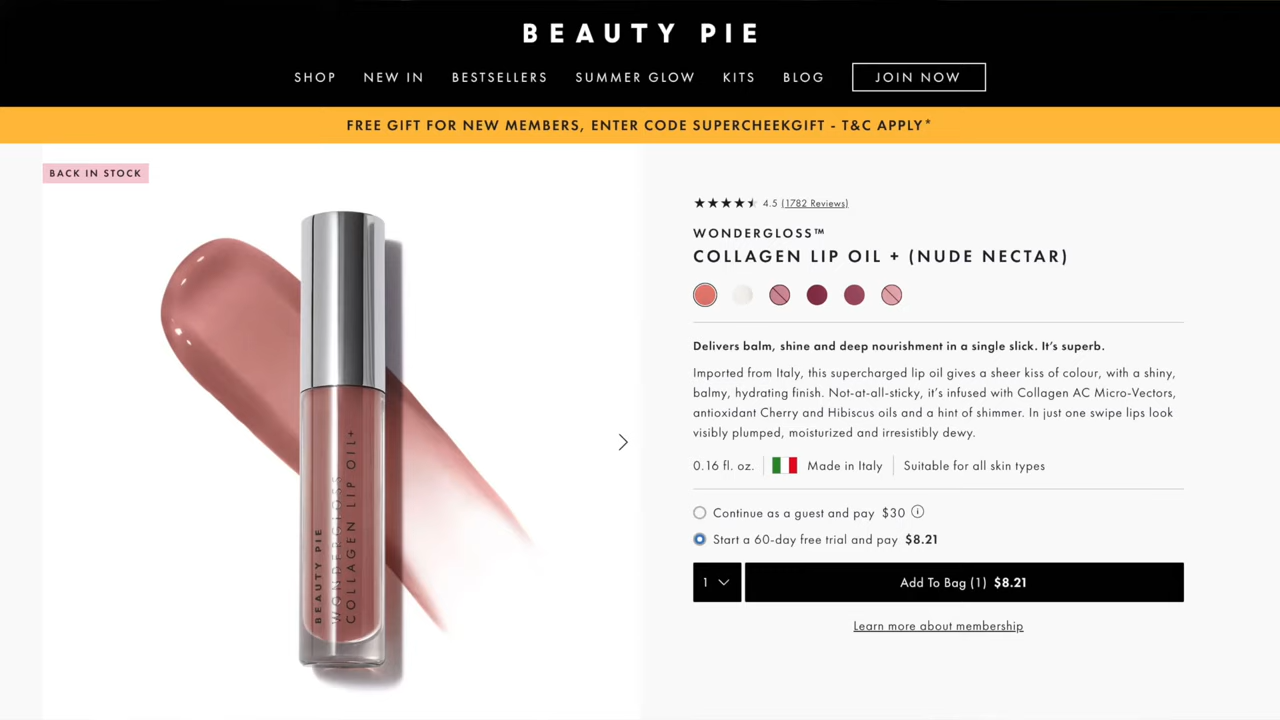 BEAUTY PIE
SHOP NEW IN BESTSELLERS SUMMER GLOW KITS BLOG JOIN NOW
FREE GIFT FOR NEW MEMBERS, ENTER CODE SUPERCHEEKGIFT - T&C APPLY*
BACK IN STOCK
BEAUTY PIE
WONDERGLOSS
COLLAGEN LIP OIL+
4.5 (1782 Reviews)
WONDERGLOSS™
COLLAGEN LIP OIL + (NUDE NECTAR)
Delivers balm, shine and deep nourishment in a single slick. It's superb.
Imported from Italy, this supercharged lip oil gives a sheer kiss of colour, with a shiny,
balmy, hydrating finish. Not-at-all-sticky, it's infused with Collagen AC Micro-Vectors,
antioxidant Cherry and Hibiscus oils and a hint of shimmer. In just one swipe lips look
visibly plumped, moisturized and irresistibly dewy.
0.16 fl. oz. Made in Italy Suitable for all skin types
Continue as a guest and pay $30
Start a 60-day free trial and pay $8.21
1 Add To Bag (1) $8.21
Learn more about membership